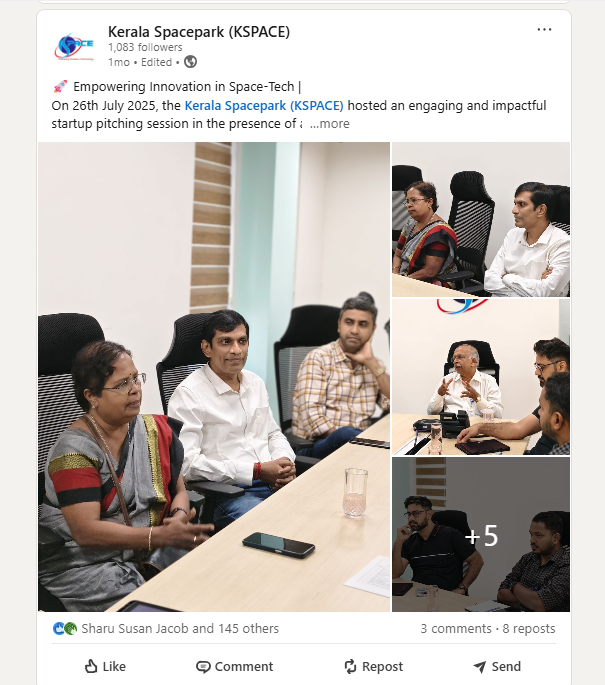 Kerala Spacepark (KSPACE)
1,083 followers
1mo • Edited •
🚀 Empowering Innovation in Space-Tech |
On 26th July 2025, the Kerala Spacepark (KSPACE) hosted an engaging and impactful
startup pitching session in the presence of ...more
+5
Sharu Susan Jacob and 145 others
3 comments • 8 reposts
Like
Comment
Repost
Send